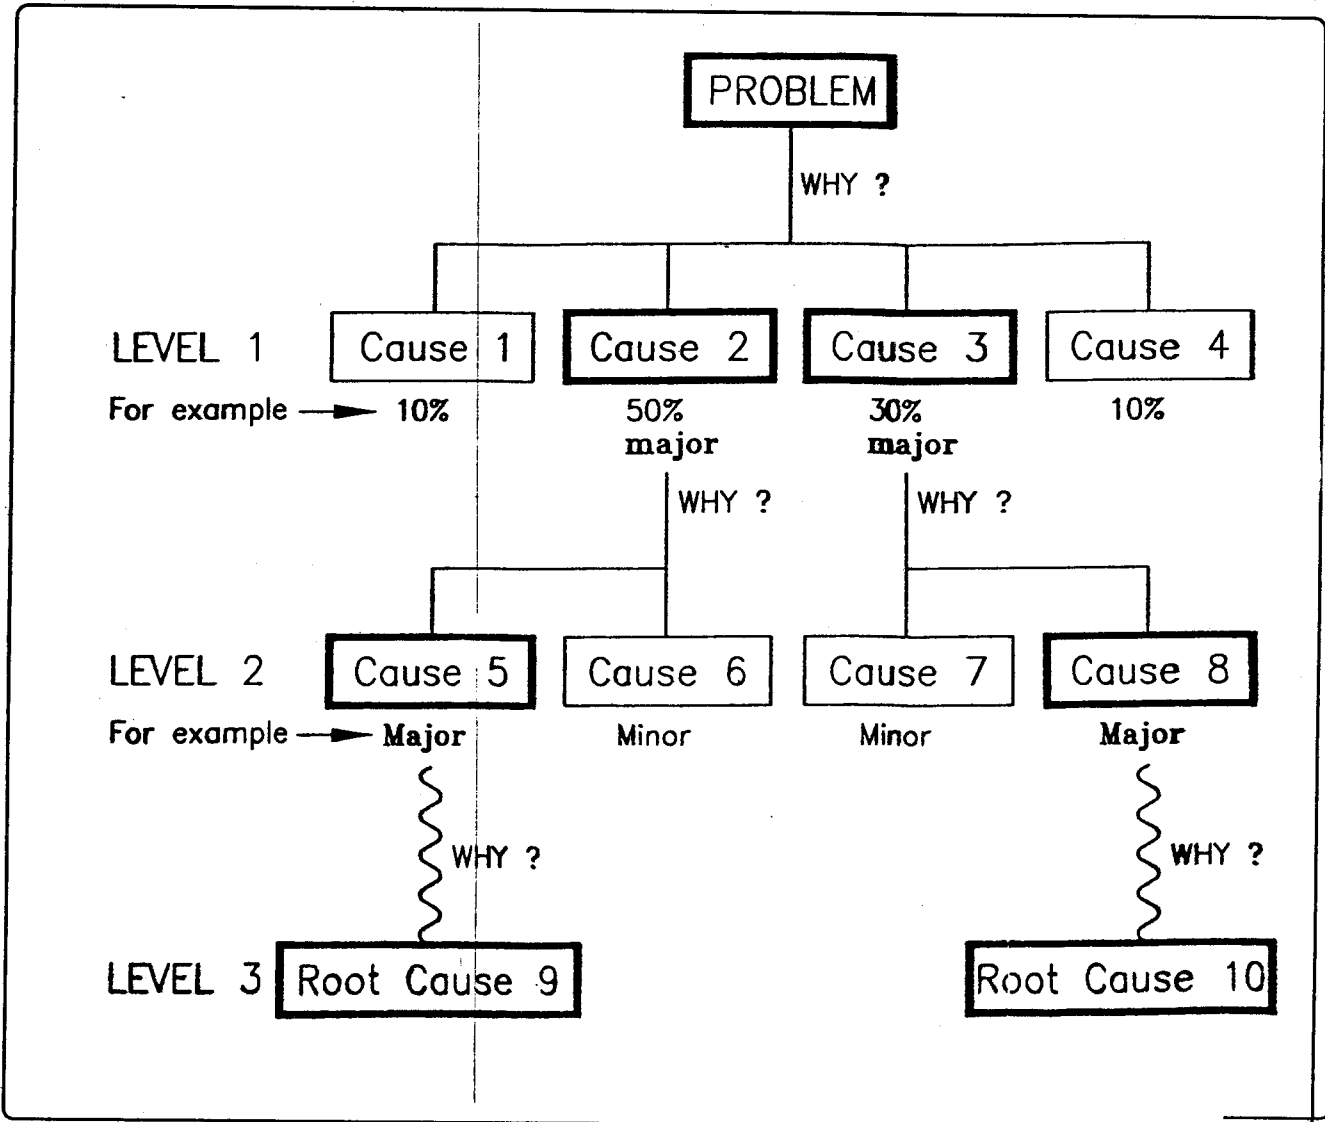 PROBLEM
WHY ?
LEVEL 1 Cause 1 Cause 2 Cause 3 Cause 4
For example 10% 50% 30% 10%
major major
WHY ? WHY ?
LEVEL 2 Cause 5 Cause 6 Cause 7 Cause 8
For example Major Minor Minor Major
WHY ? WHY ?
LEVEL 3 Root Cause 9 Root Cause 10